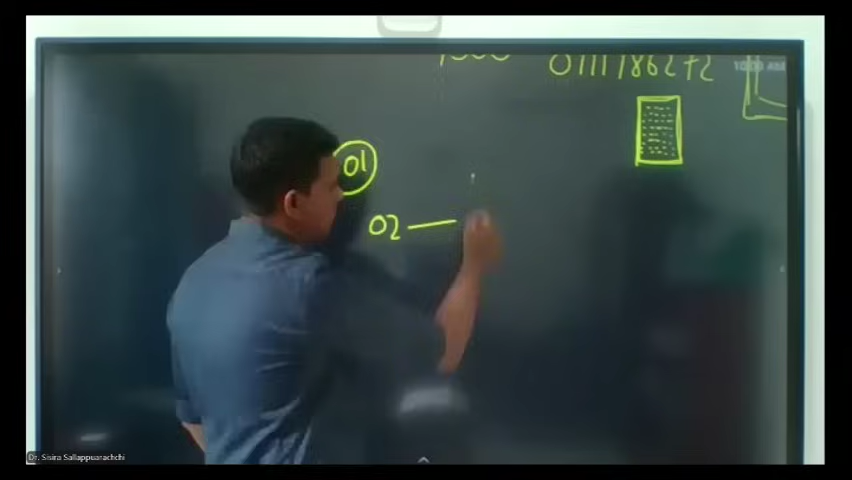 0111786272
01
02 —
Dr. Sisira Sallappuarachchi